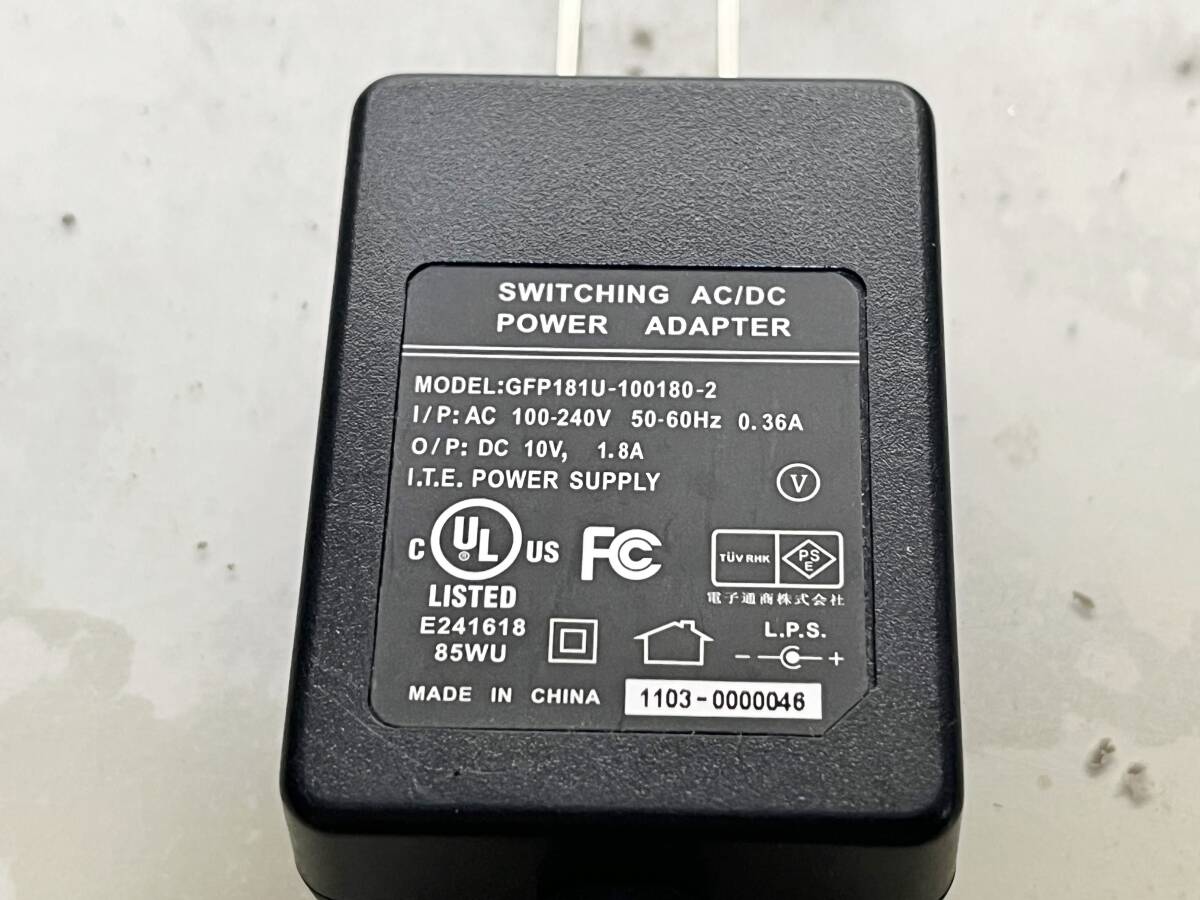 SWITCHING AC/DC
POWER ADAPTER
MODEL:GFP181U-100180-2
I/P: AC 100-240V 50-60Hz 0.36A
O/P: DC 10V, 1.8A
I.T.E. POWER SUPPLY
V
C UL ® US
LISTED
FC
TÜV RHK
PS
E
電子通商株式会社
E241618
85WU
L.P.S.
- +
MADE IN CHINA
1103-0000046